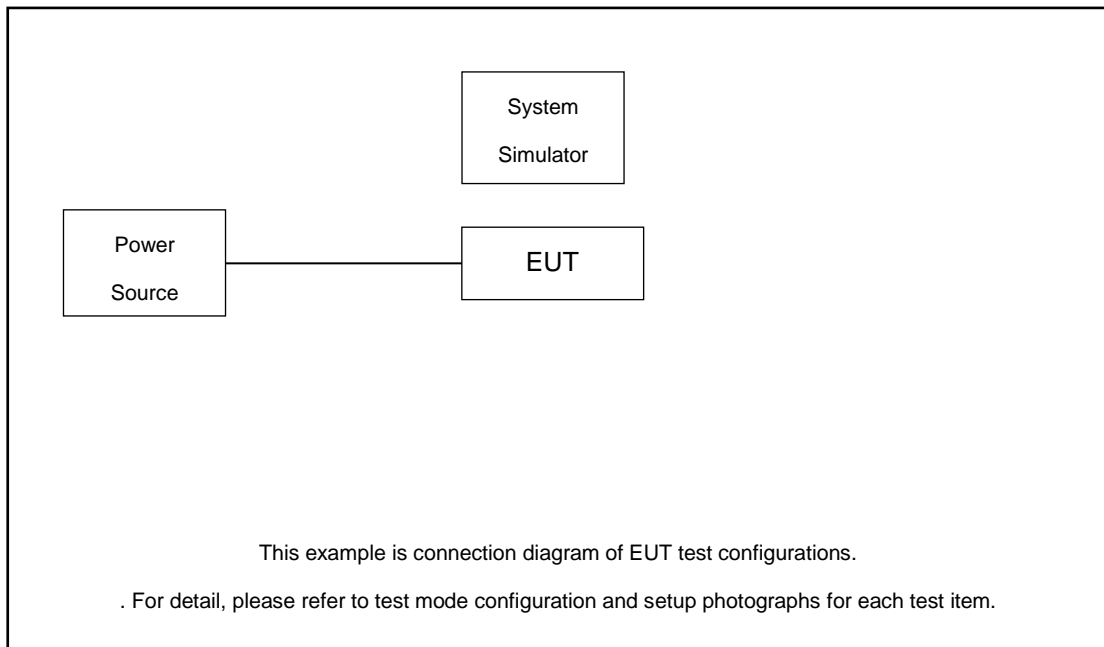 System
Simulator
Power
Source
EUT
This example is connection diagram of EUT test configurations.
. For detail, please refer to test mode configuration and setup photographs for each test item.